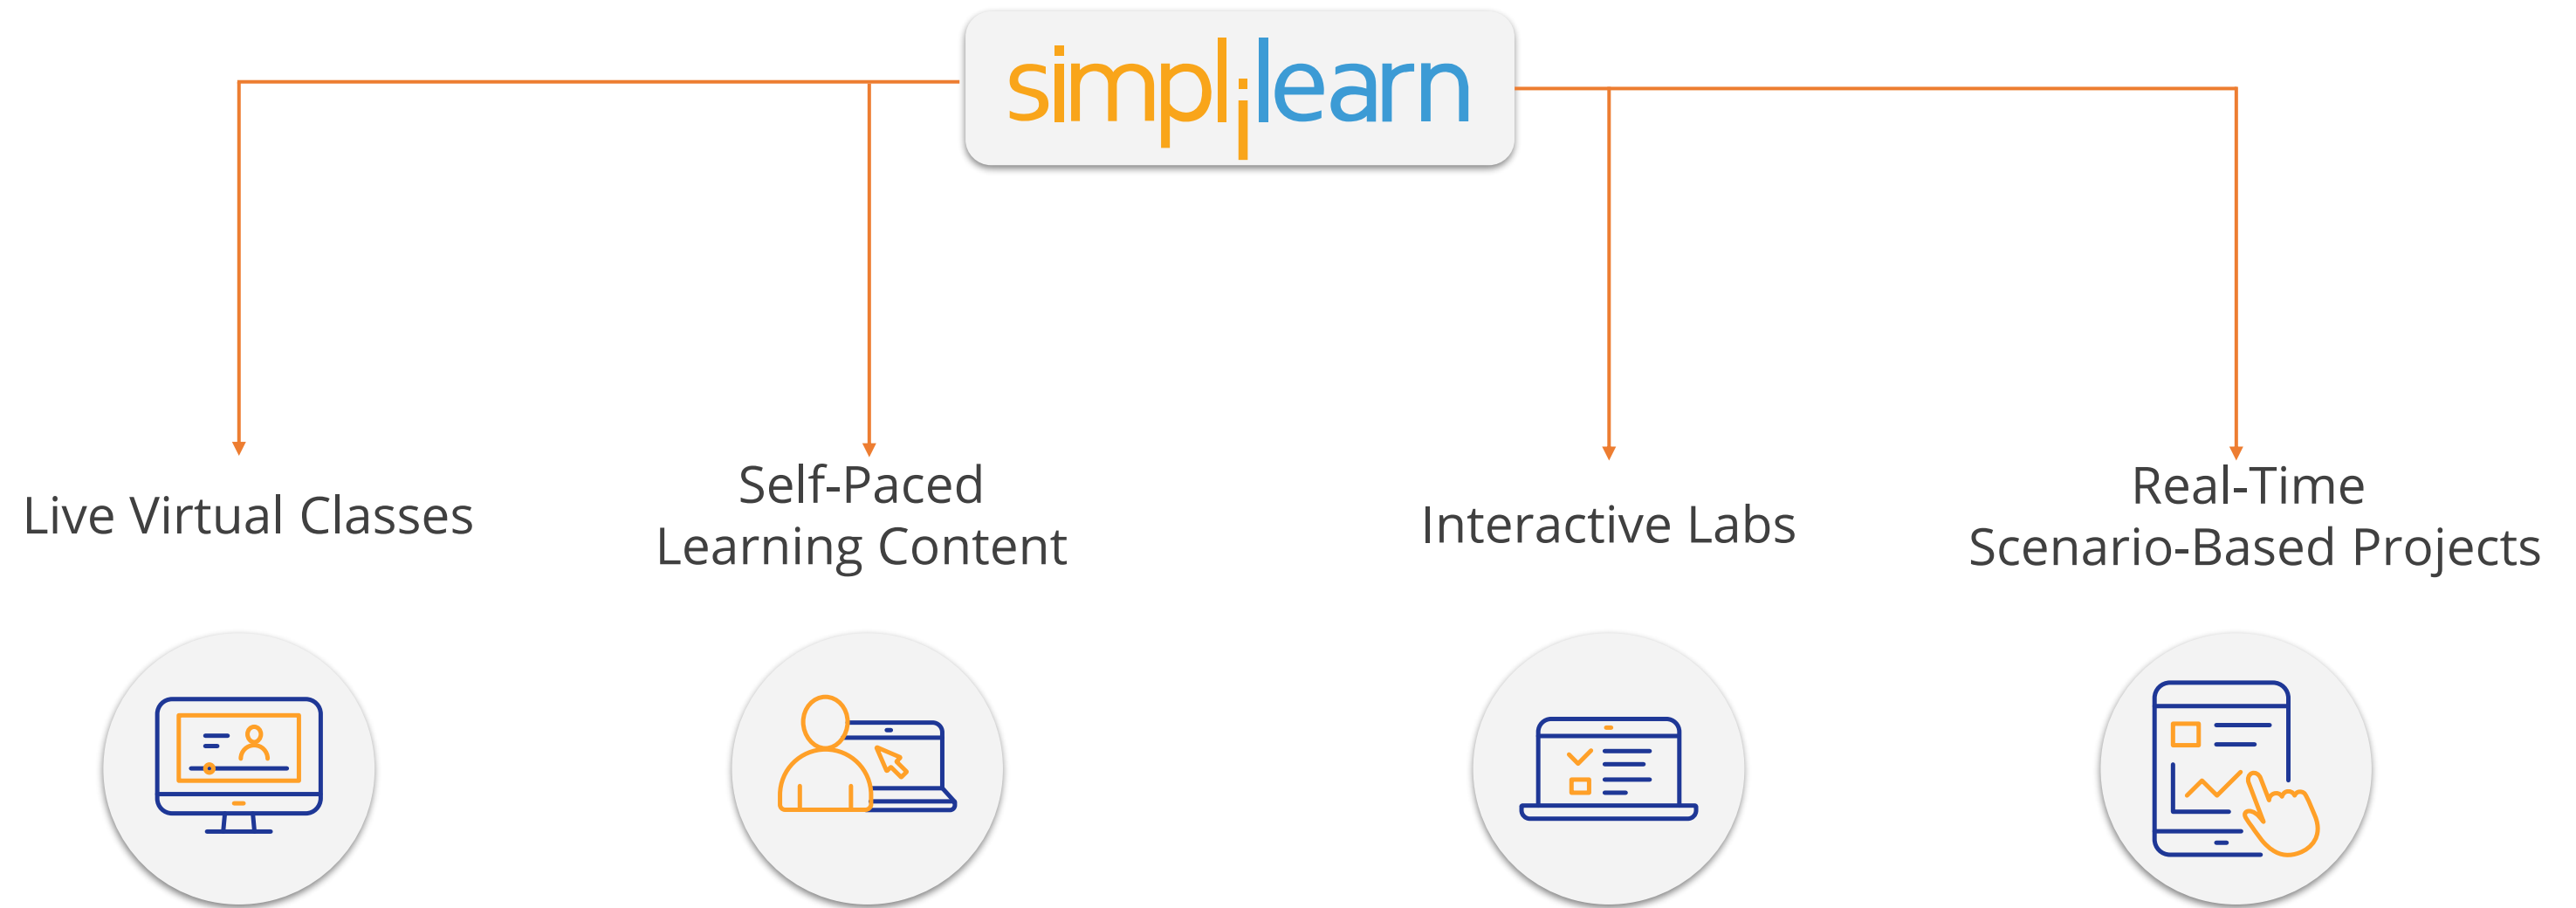 simplilearn
Live Virtual Classes
Self-Paced
Learning Content
Interactive Labs
Real-Time
Scenario-Based Projects